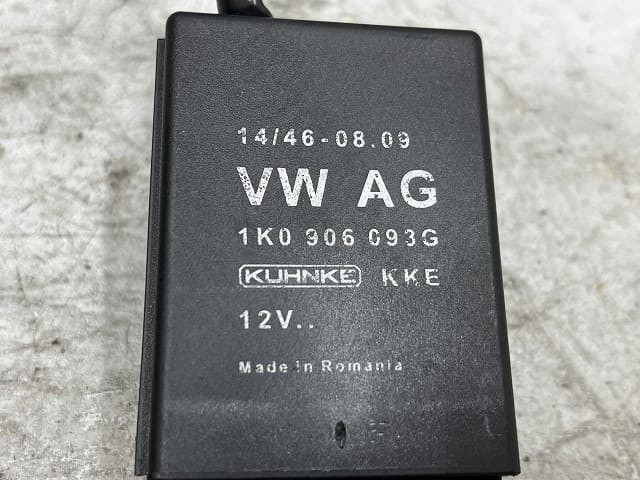 14/46-08.09
VW AG
1K0 906 093G
KUHNKE KKE
12V..
Made in Romania